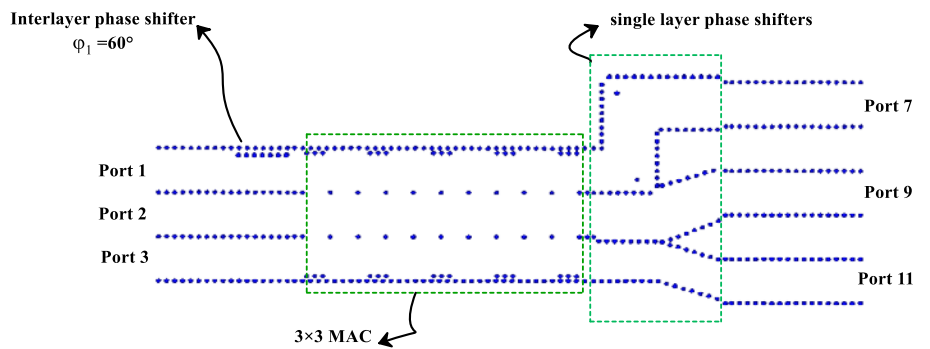 Interlayer phase shifter
φ1 =60°
single layer phase shifters
Port 7
Port 1
Port 9
Port 2
Port 3
Port 11
3×3 MAC